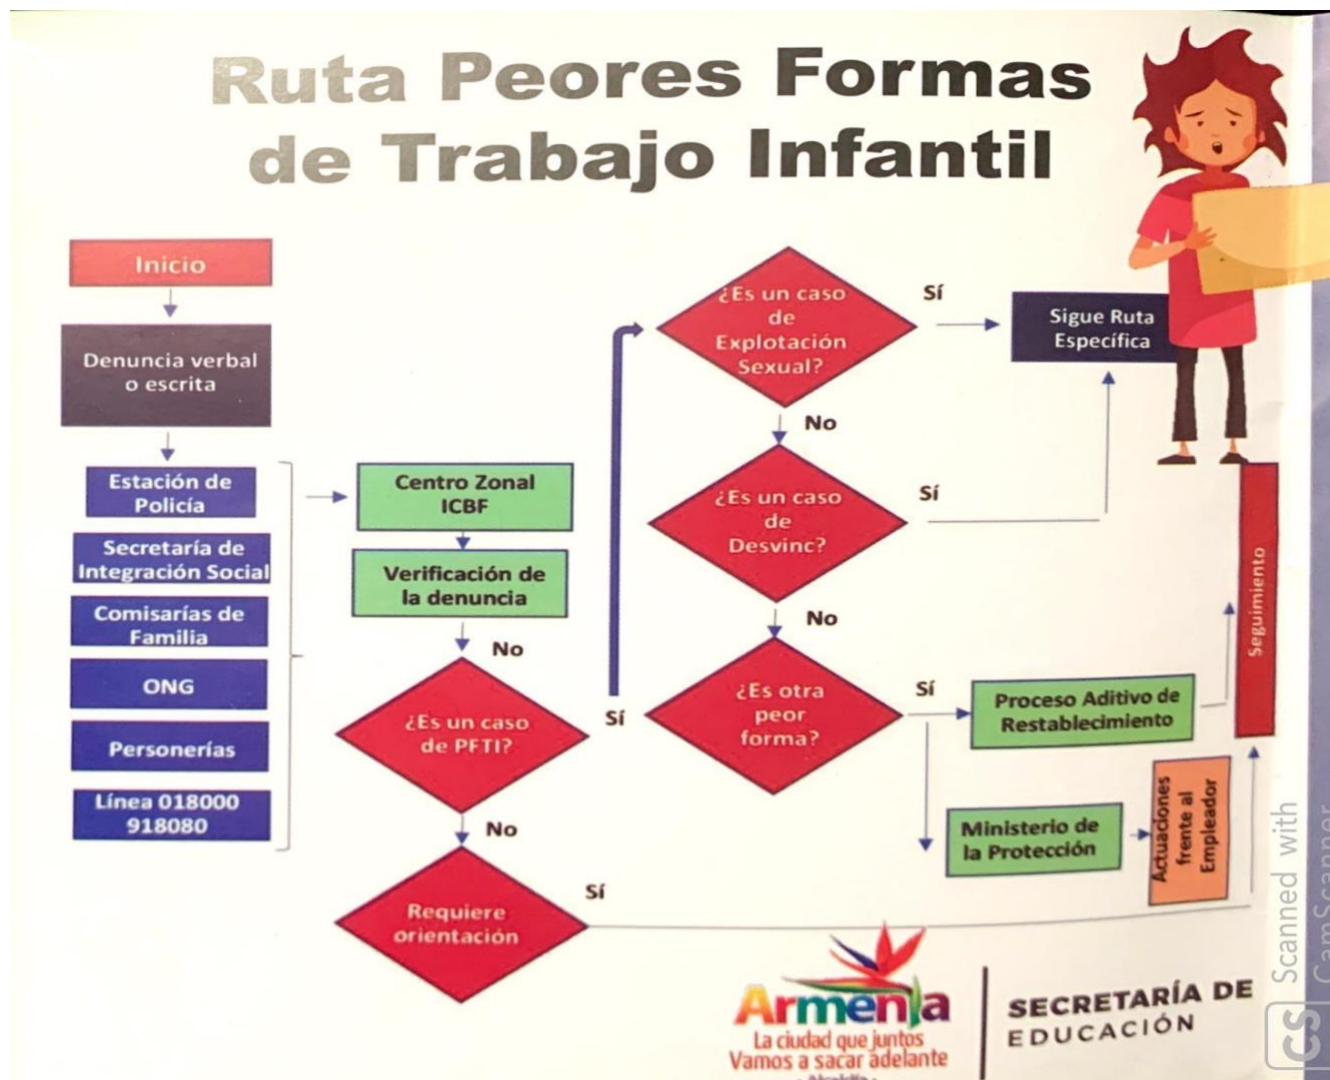 Ruta Peores Formas
de Trabajo Infantil
Inicio
Denuncia verbal
o escrita
Estación de
Policía
Secretaría de
Integración Social
Comisarías de
Familia
ONG
Personerías
Línea 018000
918080
Centro Zonal
ICBF
Verificación de
la denuncia
No
¿Es un caso
de PFTI?
Sí
No
Requiere
orientación
Sí
¿Es un caso
de
Explotación
Sexual?
Sí
Sigue Ruta
Específica
No
¿Es un caso
de
Desvinc?
Sí
No
¿Es otra
peor
forma?
Sí
Proceso Aditivo de
Restablecimiento
Ministerio de
la Protección
Actuaciones
frente al
Empleador
Seguimiento
Armenia
La ciudad que juntos
Vamos a sacar adelante
SECRETARÍA DE
EDUCACIÓN
CS
Scanned with
CamScanner